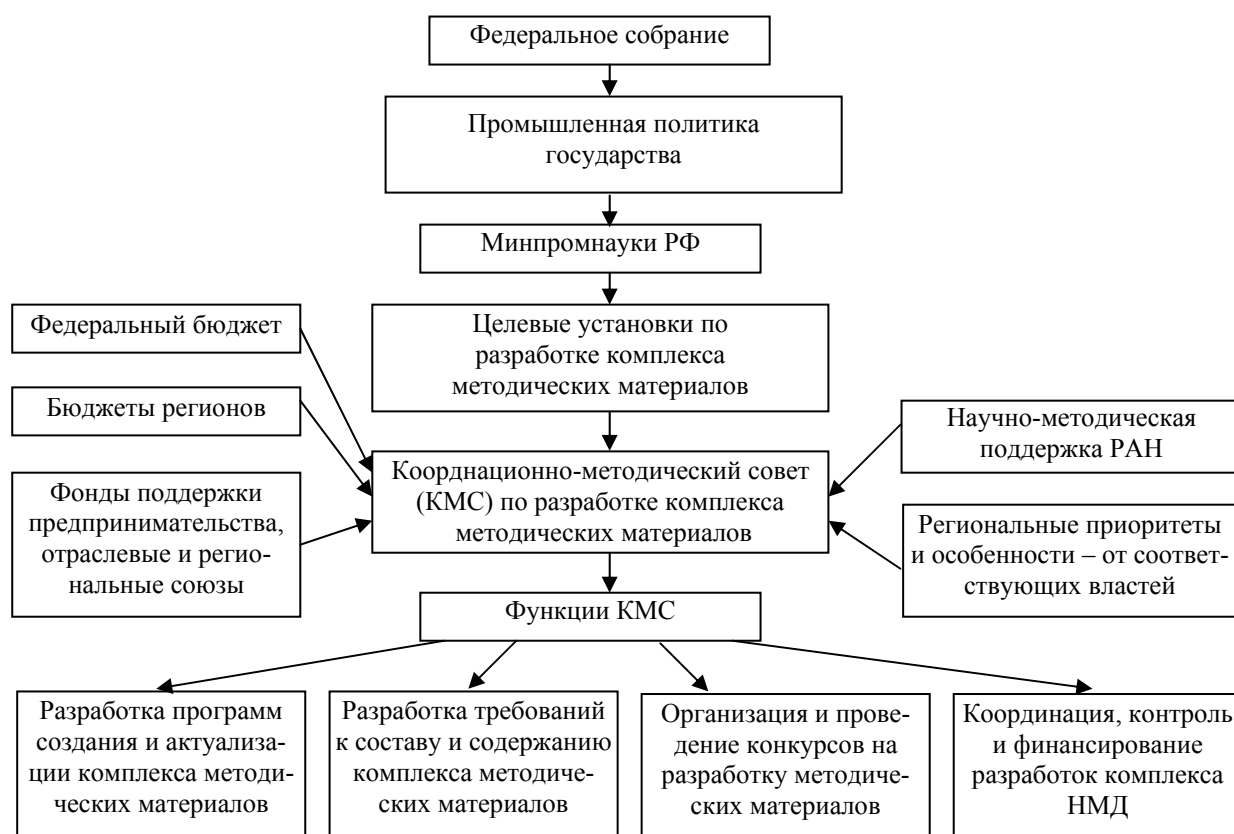 Федеральное собрание
Промышленная политика
государства
Минпромнауки РФ
Федеральный бюджет
Целевые установки по
разработке комплекса
методических материалов
Бюджеты регионов
Научно-методическая
поддержка РАН
Фонды поддержки
предпринимательства,
отраслевые и регио-
нальные союзы
Коорднационно-методический совет
(КМС) по разработке комплекса
методических материалов
Региональные приоритеты
и особенности – от соответ-
ствующих властей
Функции КМС
Разработка программ
создания и актуализа-
ции комплекса методи-
ческих материалов
Разработка требований
к составу и содержанию
комплекса методиче-
ских материалов
Организация и прове-
дение конкурсов на
разработку методиче-
ских материалов
Координация, контроль
и финансирование
разработок комплекса
НМД